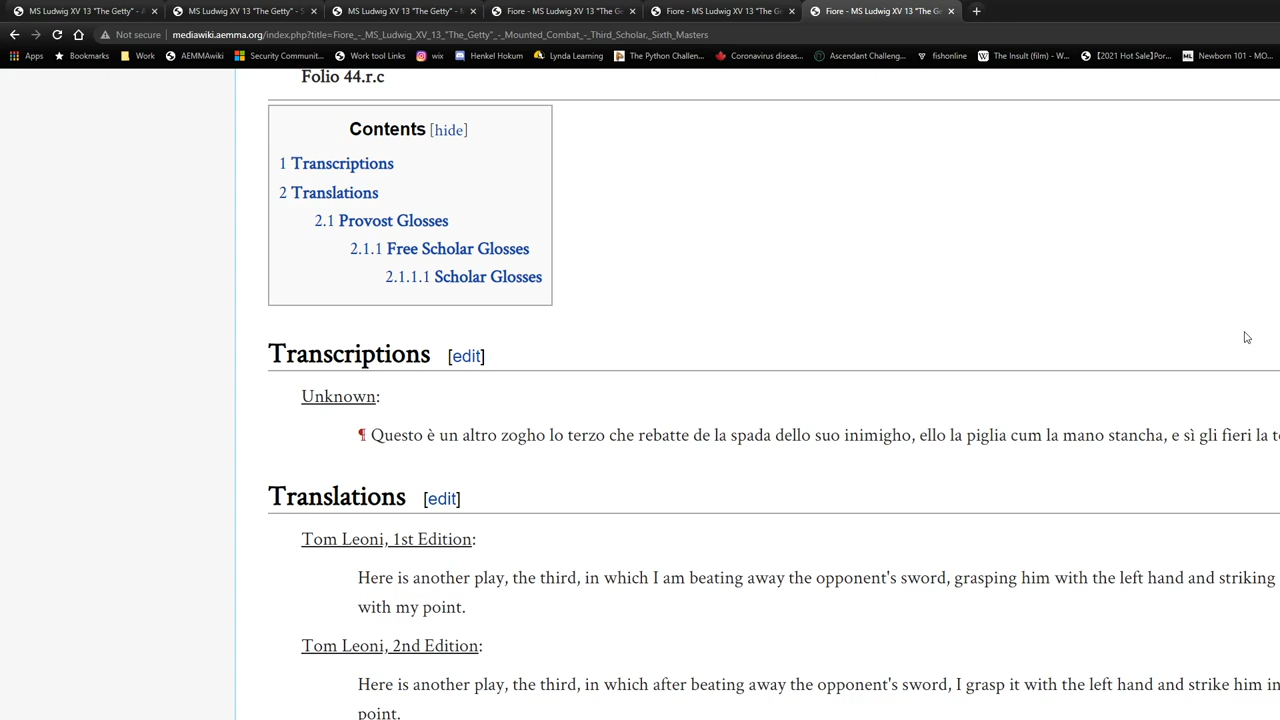 MS Ludwig XV 13 "The Getty" - A
MS Ludwig XV 13 "The Getty" - S
MS Ludwig XV 13 "The Getty" - M
Fiore - MS Ludwig XV 13 "The Ge
Fiore - MS Ludwig XV 13 "The Ge
Fiore - MS Ludwig XV 13 "The Ge
Not secure | mediawiki.aemma.org/index.php?title=Fiore_-_MS_Ludwig_XV_13_"The_Getty"_-_Mounted_Combat_-_Third_Scholar,_Sixth_Masters
Apps Bookmarks Work AEMMAwiki Security Communit... Work tool Links wix Henkel Hokum Lynda Learning The Python Challen... Coronavirus diseas... Ascendant Challeng... fishonline The Insult (film) - W... 【2021 Hot Sale】Por... Newborn 101 - MO...
Folio 44.r.c
Contents [hide]
1 Transcriptions
2 Translations
2.1 Provost Glosses
2.1.1 Free Scholar Glosses
2.1.1.1 Scholar Glosses
Transcriptions [edit]
Unknown:
¶ Questo è un altro zogho lo terzo che rebatte de la spada dello suo inimigho, ello la piglia cum la mano stancha, e sì gli fieri la te
Translations [edit]
Tom Leoni, 1st Edition:
Here is another play, the third, in which I am beating away the opponent's sword, grasping him with the left hand and striking
with my point.
Tom Leoni, 2nd Edition:
Here is another play, the third, in which after beating away the opponent's sword, I grasp it with the left hand and strike him in
point.